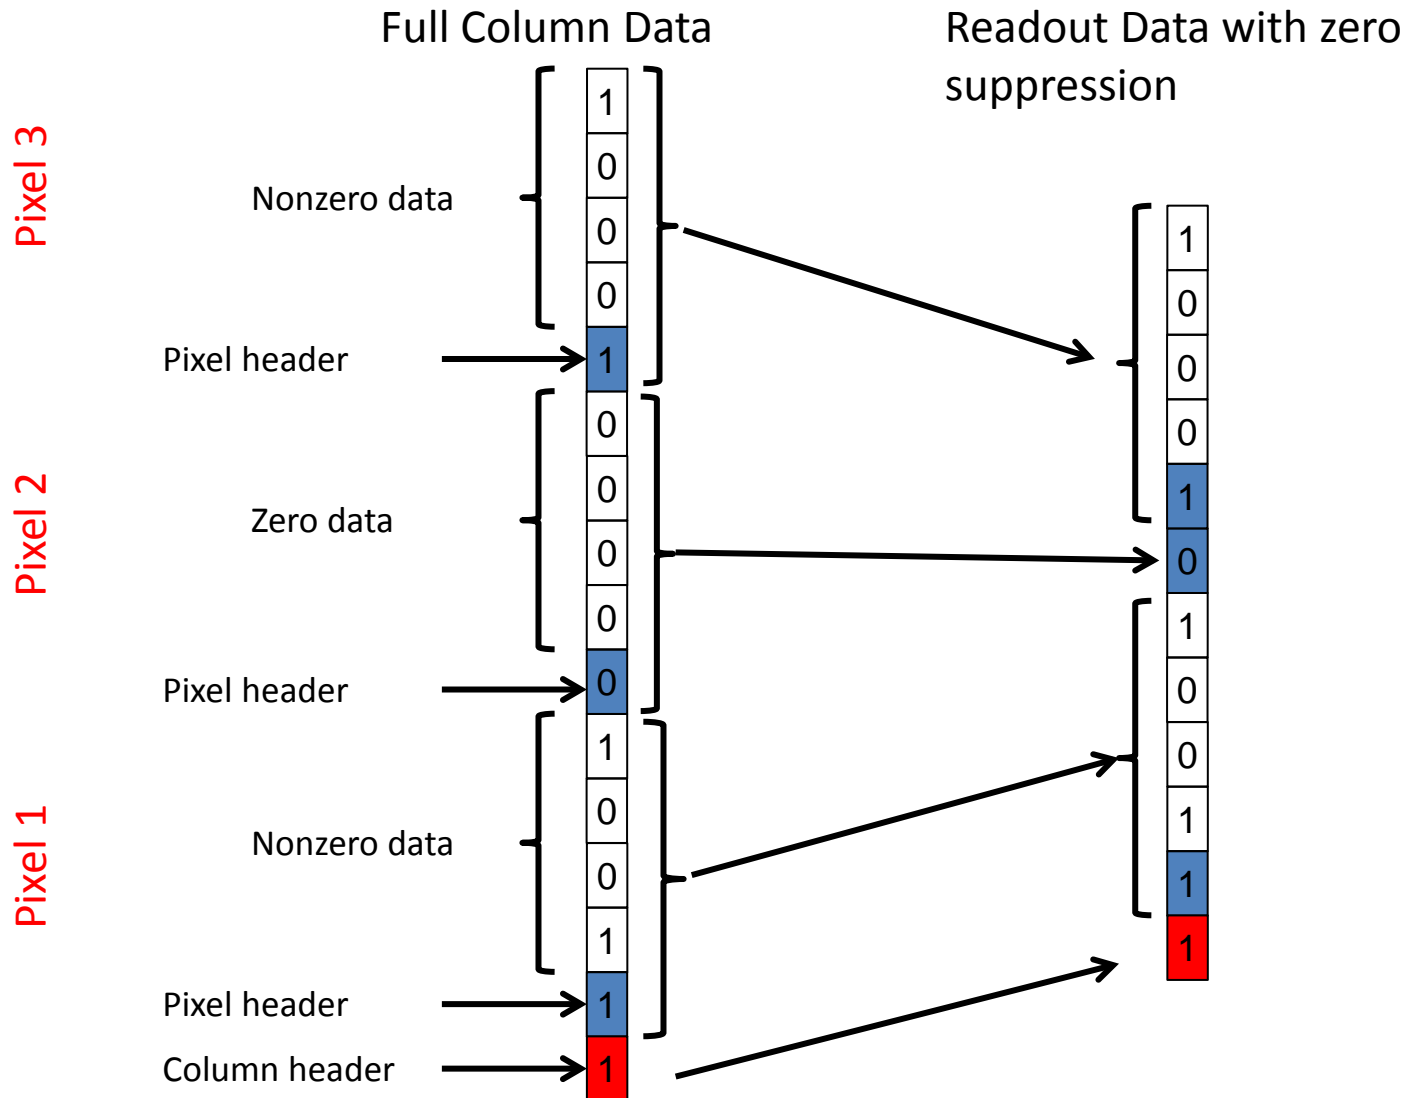 Full Column Data
Readout Data with zero
suppression
Pixel 3
Nonzero data
Pixel header
1
0
0
0
1
Pixel 2
Zero data
Pixel header
0
0
0
0
0
Pixel 1
Nonzero data
Pixel header
Column header
1
0
0
1
1
1
1
0
0
0
1
0
1
0
0
1
1
1